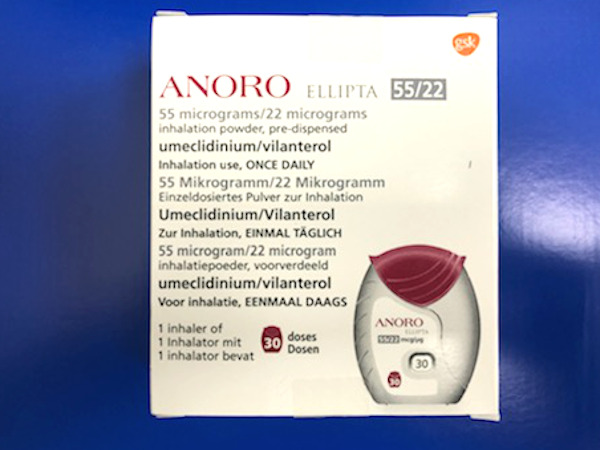 gsk
ANORO ELLIPTA 55/22
55 micrograms/22 micrograms
inhalation powder, pre-dispensed
umeclidinium/vilanterol
Inhalation use, ONCE DAILY
55 Mikrogramm/22 Mikrogramm
Einzeldosiertes Pulver zur Inhalation
Umeclidinium/Vilanterol
Zur Inhalation, EINMAL TÄGLICH
55 microgram/22 microgram
inhalatiepoeder, voorverdeeld
umeclidinium/vilanterol
Voor inhalatie, EENMAAL DAAGS
1 inhaler of
1 Inhalator mit
1 inhalator bevat
30 doses
Dosen
ANORO
ELLIPTA
55/22 mcg/µg
30
30